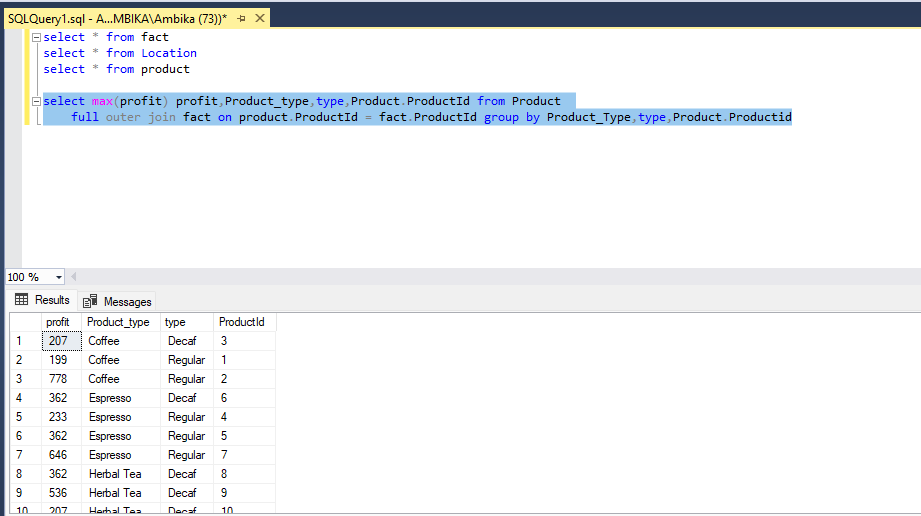 SQLQuery1.sql - A...MBIKA\Ambika (73))*
select * from fact
select * from Location
select * from product
select max(profit) profit,Product_type,type,Product.ProductId from Product
full outer join fact on product.ProductId = fact.ProductId group by Product_Type,type,Product.Productid
100 %
Results Messages
profit Product_type type ProductId
1 207 Coffee Decaf 3
2 199 Coffee Regular 1
3 778 Coffee Regular 2
4 362 Espresso Decaf 6
5 233 Espresso Regular 4
6 362 Espresso Regular 5
7 646 Espresso Regular 7
8 362 Herbal Tea Decaf 8
9 536 Herbal Tea Decaf 9
10 207 Herbal Tea Decaf 10